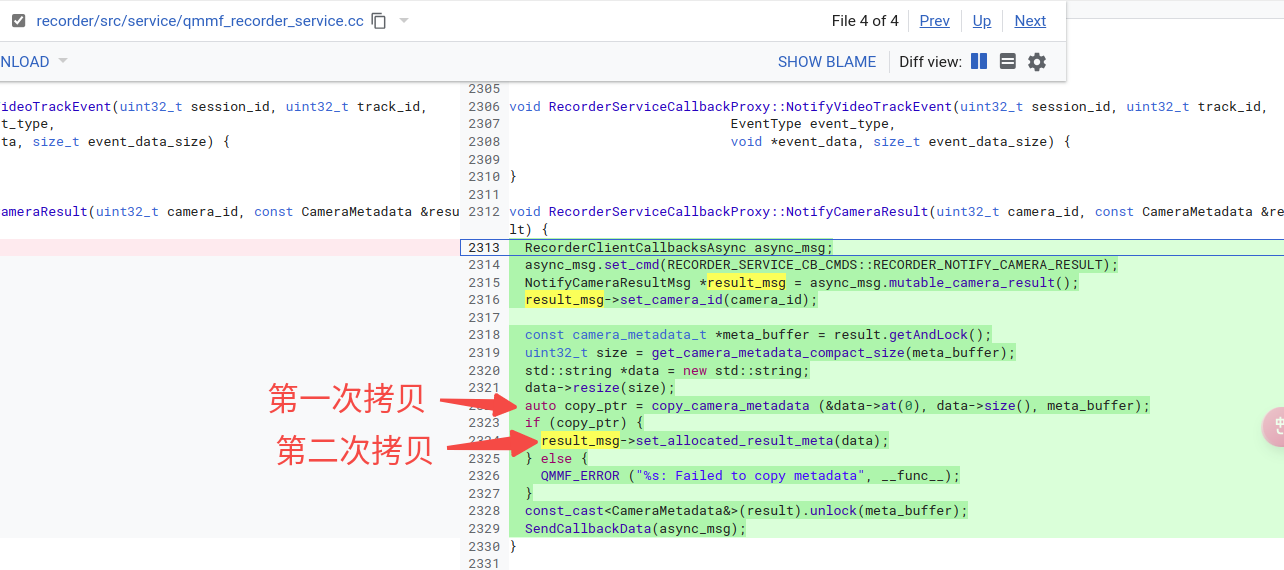 recorder/src/service/qmmf_recorder_service.cc
File 4 of 4
Prev
Up
Next
NLOAD
SHOW BLAME
Diff view:
2305
ideoTrackEvent(uint32_t session_id, uint32_t track_id,
2306 void RecorderServiceCallbackProxy::NotifyVideoTrackEvent(uint32_t session_id, uint32_t track_id,
t_type,
2307 EventType event_type,
ta, size_t event_data_size) {
2308 void *event_data, size_t event_data_size) {
2309
2310 }
2311
ameraResult(uint32_t camera_id, const CameraMetadata &resu
2312 void RecorderServiceCallbackProxy::NotifyCameraResult(uint32_t camera_id, const CameraMetadata &re
lt) {
2313 RecorderClientCallbacksAsync async_msg;
2314 async_msg.set_cmd(RECORDER_SERVICE_CB_CMDS::RECORDER_NOTIFY_CAMERA_RESULT);
2315 NotifyCameraResultMsg *result_msg = async_msg.mutable_camera_result();
2316 result_msg->set_camera_id(camera_id);
2317
2318 const camera_metadata_t *meta_buffer = result.getAndLock();
2319 uint32_t size = get_camera_metadata_compact_size(meta_buffer);
2320 std::string *data = new std::string;
2321 data->resize(size);
第一次拷贝
auto copy_ptr = copy_camera_metadata (&data->at(0), data->size(), meta_buffer);
2323 if (copy_ptr) {
第二次拷贝
result_msg->set_allocated_result_meta(data);
2325 } else {
2326 QMMF_ERROR ("%s: Failed to copy metadata", __func__);
2327 }
2328 const_cast<CameraMetadata&>(result).unlock(meta_buffer);
2329 SendCallbackData(async_msg);
2330 }
2331